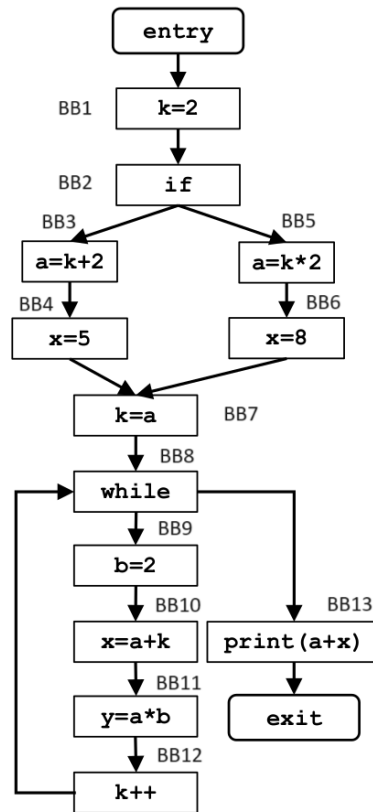 entry
BB1
k=2
BB2
if
BB3
BB5
a=k+2
a=k*2
BB4
BB6
x=5
x=8
k=a
BB7
BB8
while
BB9
b=2
BB10
BB13
x=a+k
print(a+x)
BB11
y=a*b
exit
BB12
k++